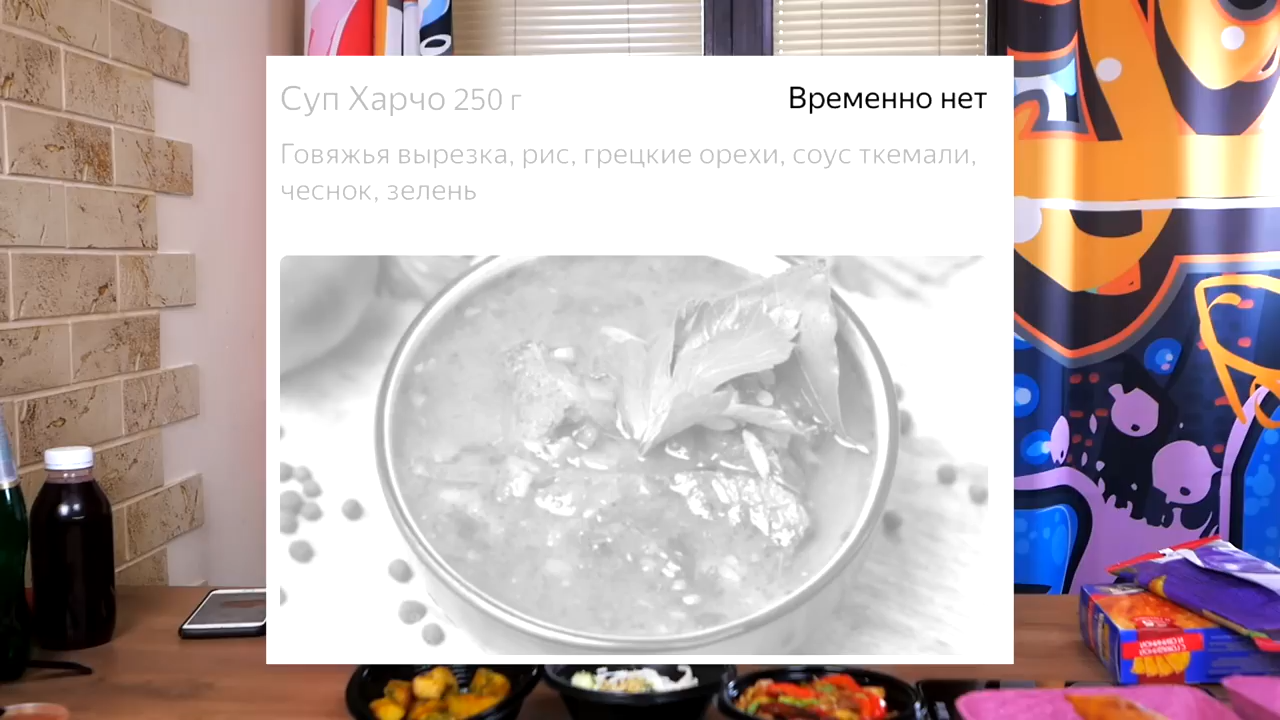 Суп Харчо 250 г
Временно нет
Говяжья вырезка, рис, грецкие орехи, соус ткемали,
чеснок, зелень